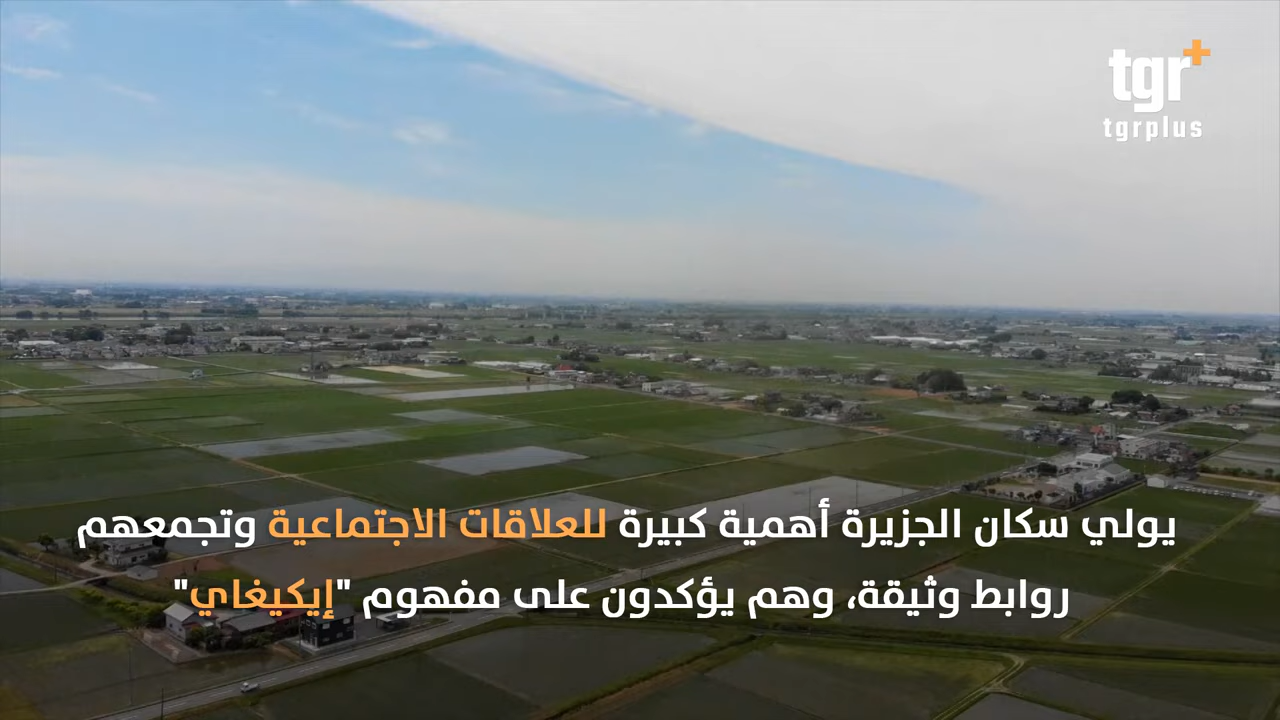 tgr+
tgrplus
يولي سكان الجزيرة أهمية كبيرة للعلاقات الاجتماعية وتجمعهم
روابط وثيقة، وهم يؤكدون على مفهوم "إيكيغاي"